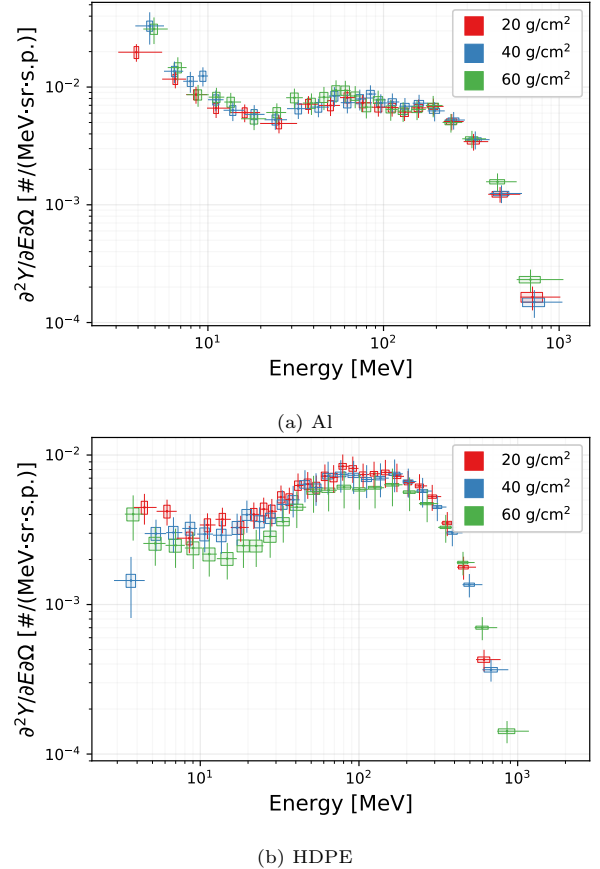 ∂²Y/∂E∂Ω [#/(MeV·sr·s.p.)]
10⁻²
10⁻³
10⁻⁴
20 g/cm²
40 g/cm²
60 g/cm²
10¹ 10² 10³
Energy [MeV]
(a) Al
∂²Y/∂E∂Ω [#/(MeV·sr·s.p.)]
10⁻²
10⁻³
10⁻⁴
20 g/cm²
40 g/cm²
60 g/cm²
10¹ 10² 10³
Energy [MeV]
(b) HDPE